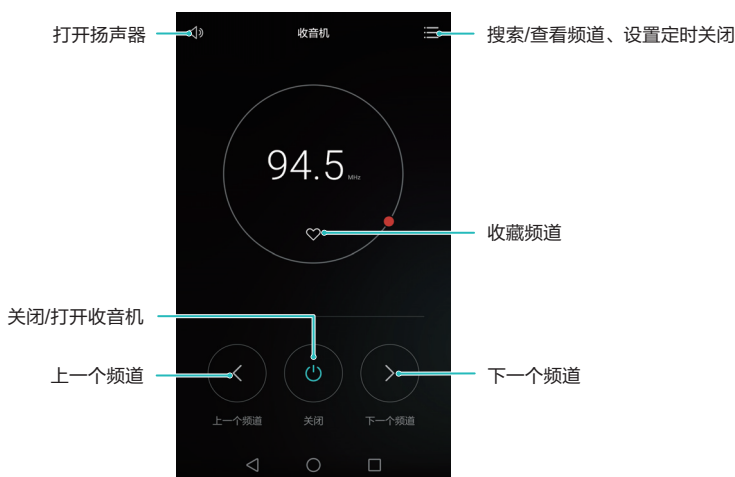 打开扬声器
收音机
搜索/查看频道、设置定时关闭
94.5 MHz
收藏频道
关闭/打开收音机
上一个频道
下一个频道
上一个频道
关闭
下一个频道